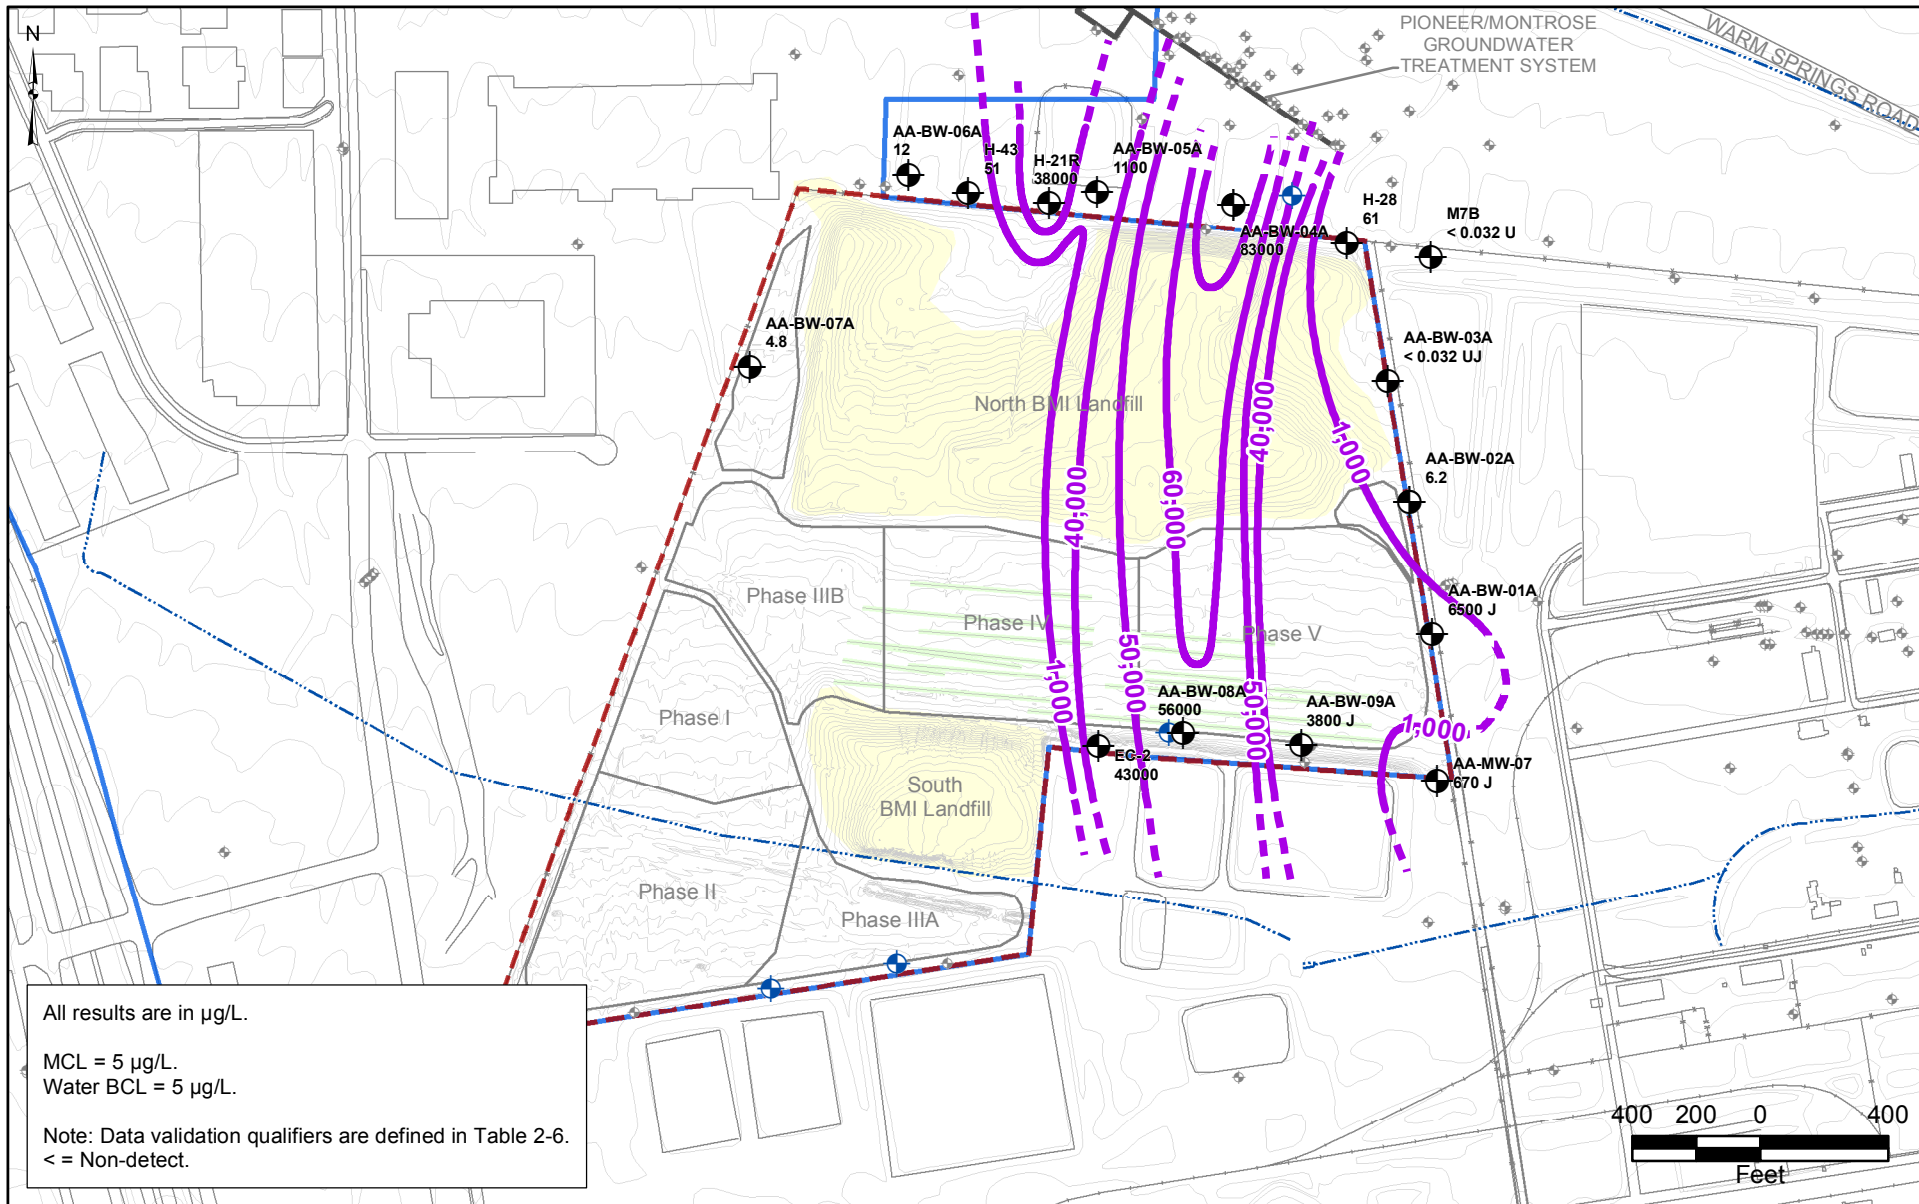 PIONEER/MONTROSE
GROUNDWATER
TREATMENT SYSTEM
WARM SPRINGS ROAD
N
AA-BW-06A
12
H-43
51
H-21R
38000
AA-BW-05A
1100
AA-BW-04A
83000
H-28
61
M7B
< 0.032 U
AA-BW-07A
4.8
AA-BW-03A
< 0.032 UJ
North BMI Landfill
40,000
1,000
AA-BW-02A
6.2
40,000
60,000
Phase IIIB
Phase IV
Phase V
AA-BW-01A
6500 J
50,000
1,000
50,000
AA-BW-08A
56000
AA-BW-09A
3800 J
1,000
Phase I
EC-2
43000
AA-MW-07
670 J
South
BMI Landfill
Phase II
Phase IIIA
All results are in µg/L.
MCL = 5 µg/L.
Water BCL = 5 µg/L.
Note: Data validation qualifiers are defined in Table 2-6.
< = Non-detect.
400 200 0 400
Feet